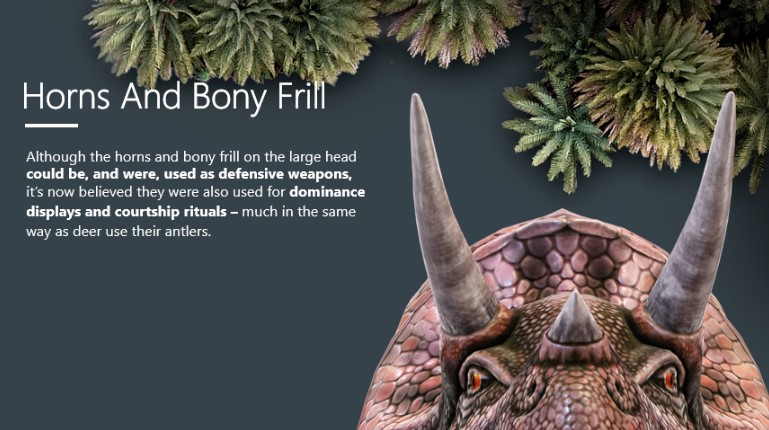 Horns And Bony Frill
Although the horns and bony frill on the large head
could be, and were, used as defensive weapons,
it's now believed they were also used for dominance
displays and courtship rituals – much in the same
way as deer use their antlers.